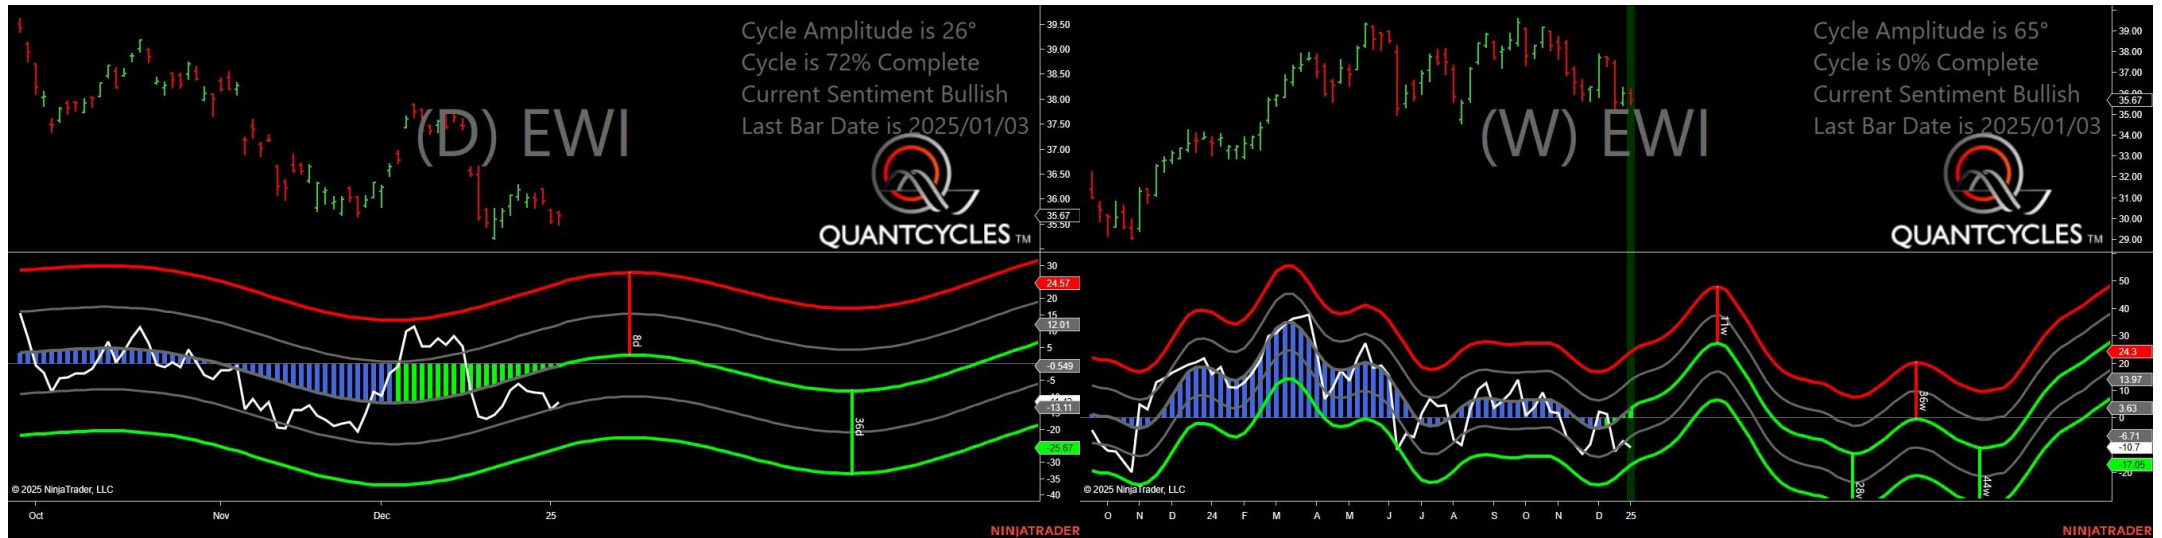 Cycle Amplitude is 26°
Cycle is 72% Complete
Current Sentiment Bullish
Last Bar Date is 2025/01/03
(D) EWI
QUANTCYCLES TM
39.50
39.00
38.50
38.00
37.50
37.00
36.50
36.00
35.67
35.50
30
24.57
20
12.01
5
-0.549
-5
-13.11
-20
-25.67
-30
-35
-40
8d
36d
© 2025 NinjaTrader, LLC
Oct Nov Dec 25
NINJATRADER
Cycle Amplitude is 65°
Cycle is 0% Complete
Current Sentiment Bullish
Last Bar Date is 2025/01/03
(W) EWI
QUANTCYCLES TM
39.00
38.00
37.00
36.00
35.67
35.00
34.00
33.00
32.00
31.00
30.00
29.00
50
40
30
24.3
20
13.97
10
3.63
0
-6.71
-10.7
-17.05
-20
11w
28w
36w
44w
© 2025 NinjaTrader, LLC
O N D 24 F M A M J J A S O N D 25
NINJATRADER